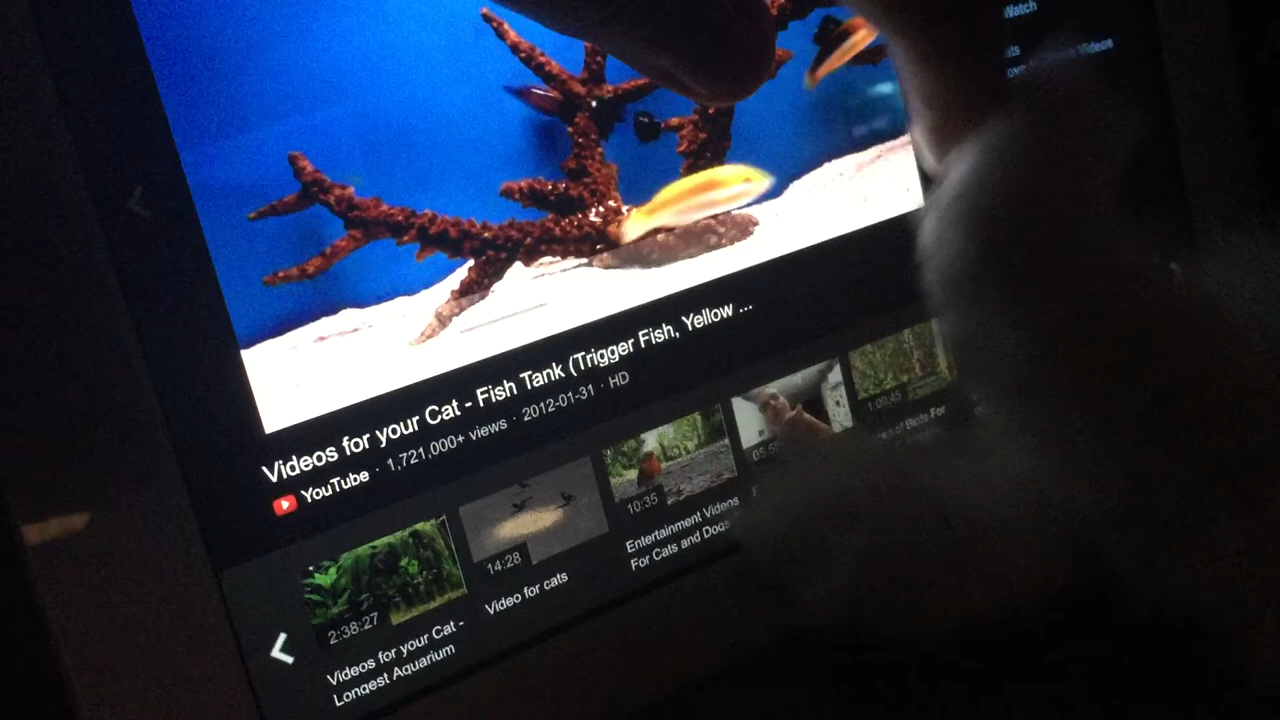 Watch
Videos
Videos for your Cat - Fish Tank (Trigger Fish, Yellow ...
YouTube · 1,721,000+ views · 2012-01-31 · HD
2:38:27
Videos for your Cat -
Longest Aquarium
14:28
Video for cats
10:35
Entertainment Videos
For Cats and Dogs
1:00:45